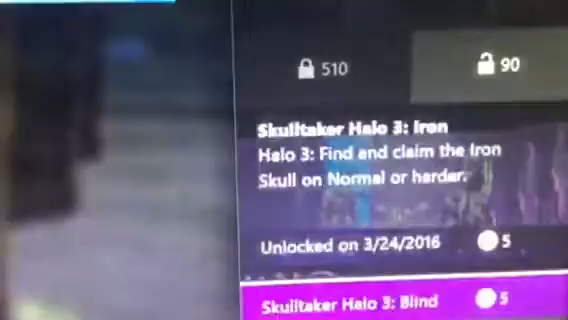 510
90
Skulltaker Halo 3: Iron
Halo 3: Find and claim the Iron
Skull on Normal or harder.
Unlocked on 3/24/2016
5
Skulltaker Halo 3: Blind
5